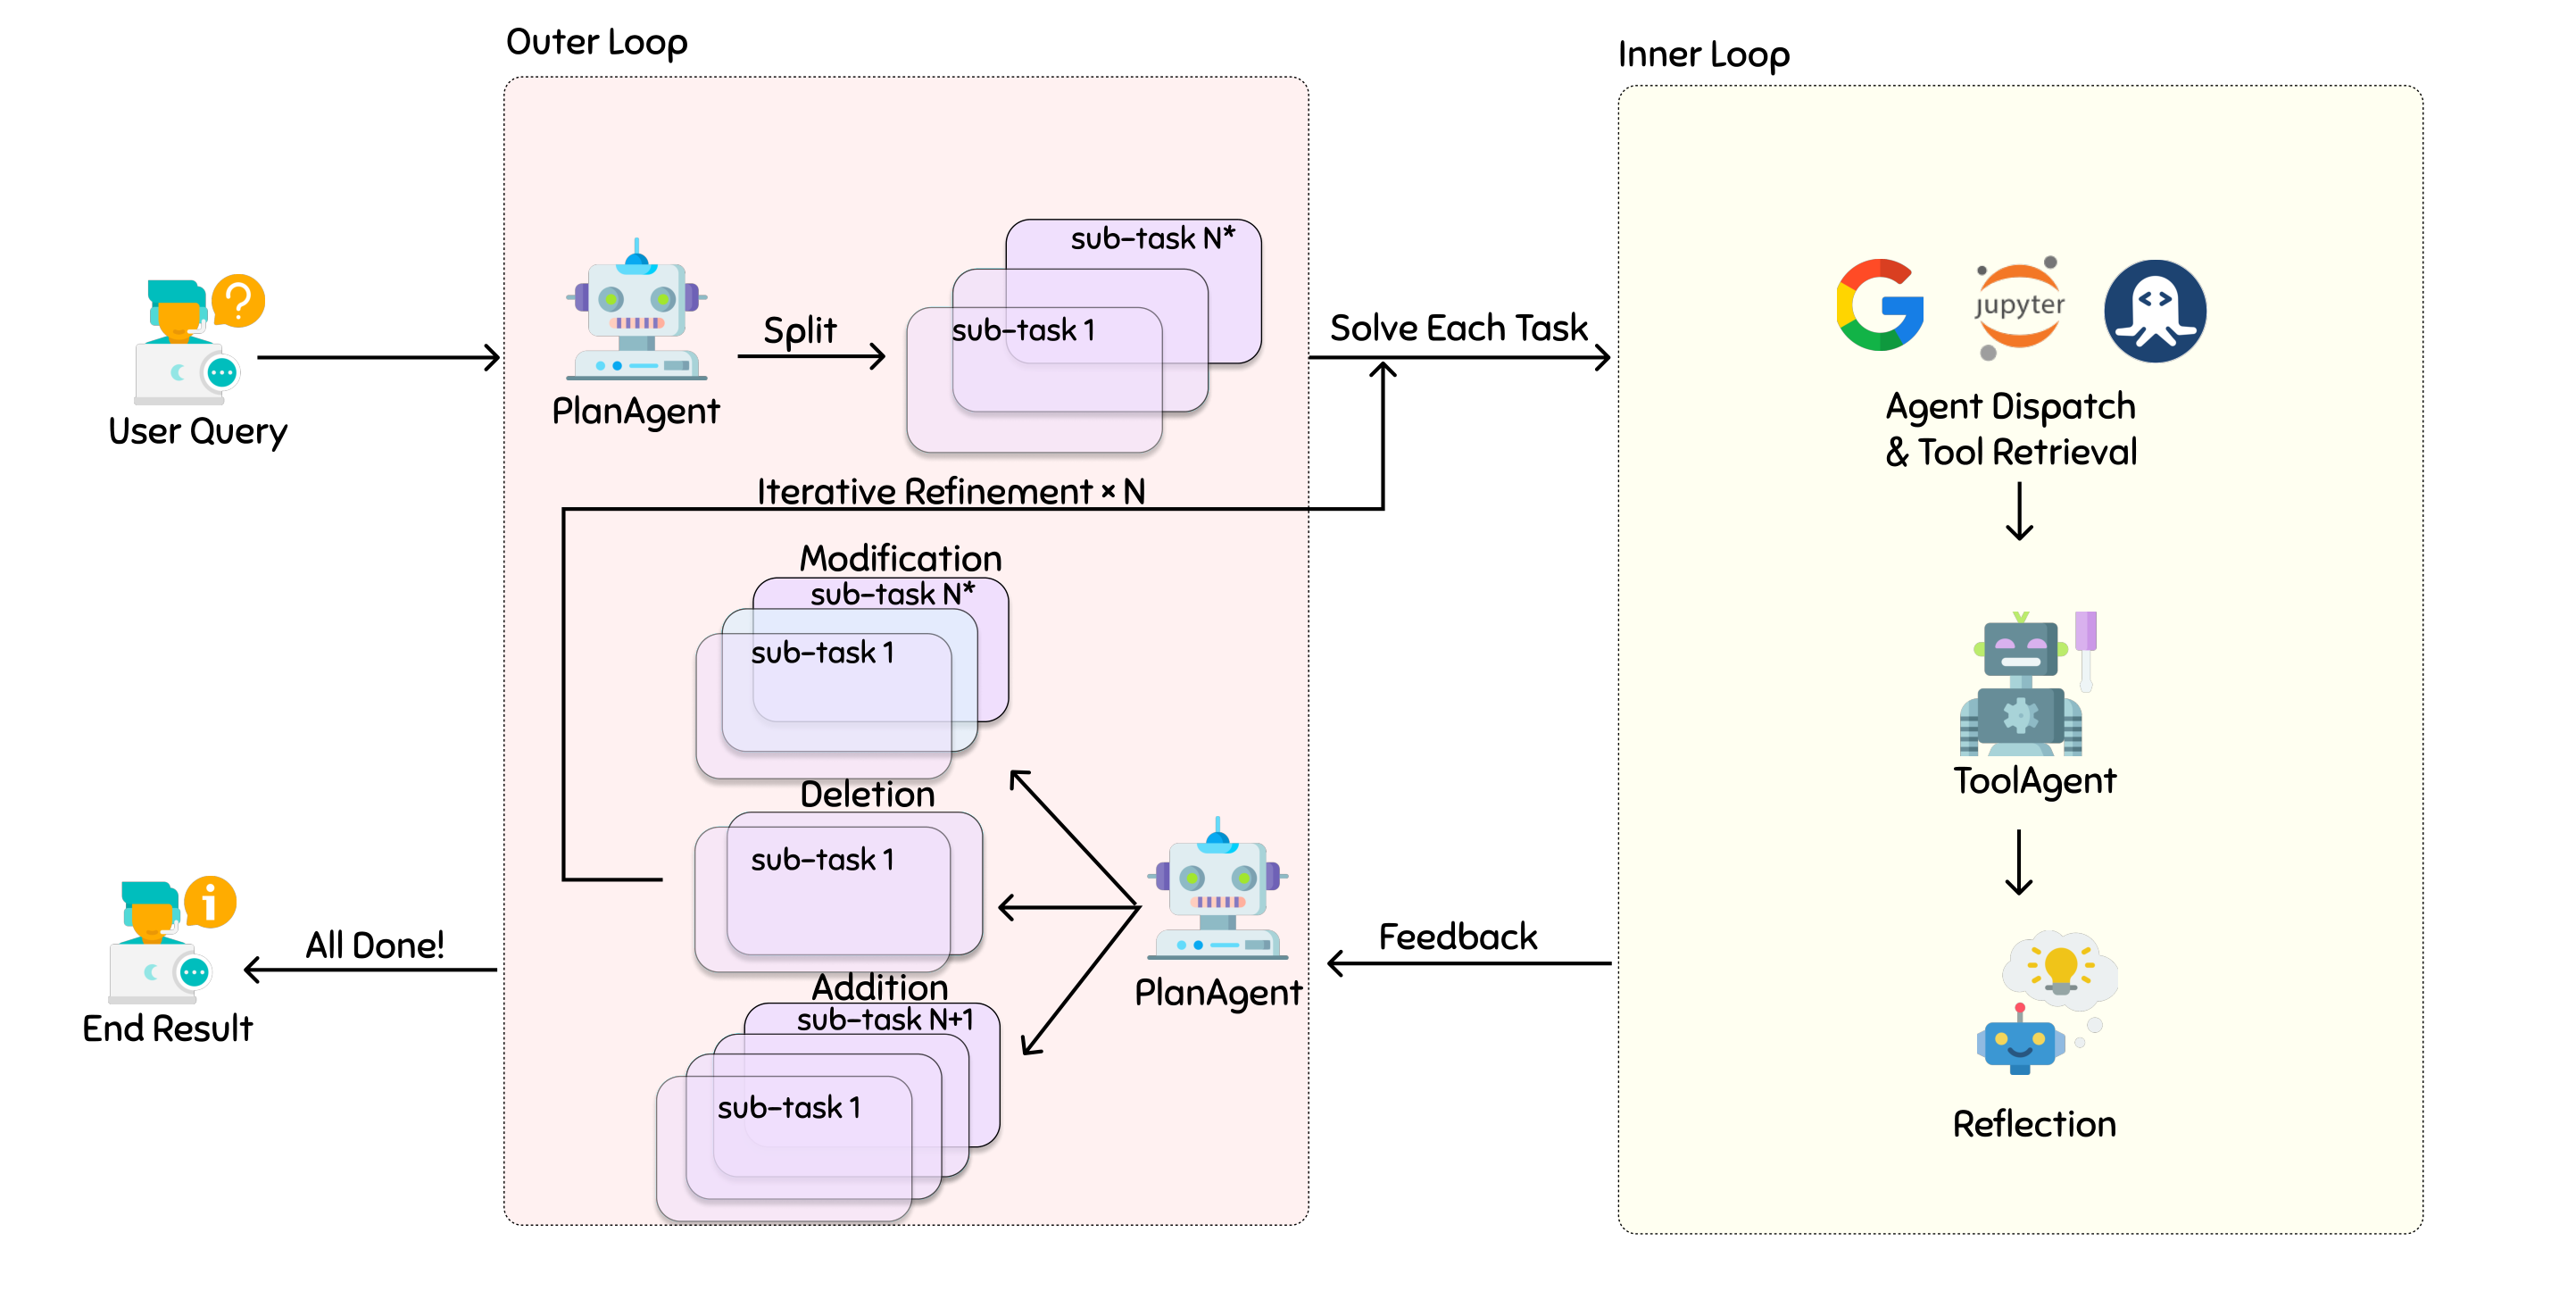 Outer Loop
Inner Loop
User Query
PlanAgent
Split
sub-task N*
sub-task 1
Solve Each Task
jupyter
Agent Dispatch
& Tool Retrieval
Iterative Refinement × N
Modification
sub-task N*
sub-task 1
Deletion
sub-task 1
Addition
sub-task N+1
sub-task 1
PlanAgent
Feedback
ToolAgent
Reflection
All Done!
End Result